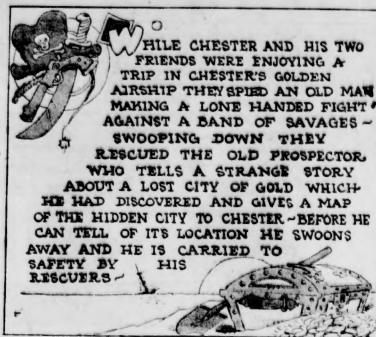 WHILE CHESTER AND HIS TWO
FRIENDS WERE ENJOYING A
TRIP IN CHESTER'S GOLDEN
AIRSHIP THEY SPIED AN OLD MAN
MAKING A LONE HANDED FIGHT
AGAINST A BAND OF SAVAGES ~
SWOOPING DOWN THEY
RESCUED THE OLD PROSPECTOR,
WHO TELLS A STRANGE STORY
ABOUT A LOST CITY OF GOLD WHICH
HE HAD DISCOVERED AND GIVES A MAP
OF THE HIDDEN CITY TO CHESTER ~ BEFORE HE
CAN TELL OF IT'S LOCATION HE SWOONS
AWAY AND HE IS CARRIED TO
SAFETY BY HIS
RESCUERS ~